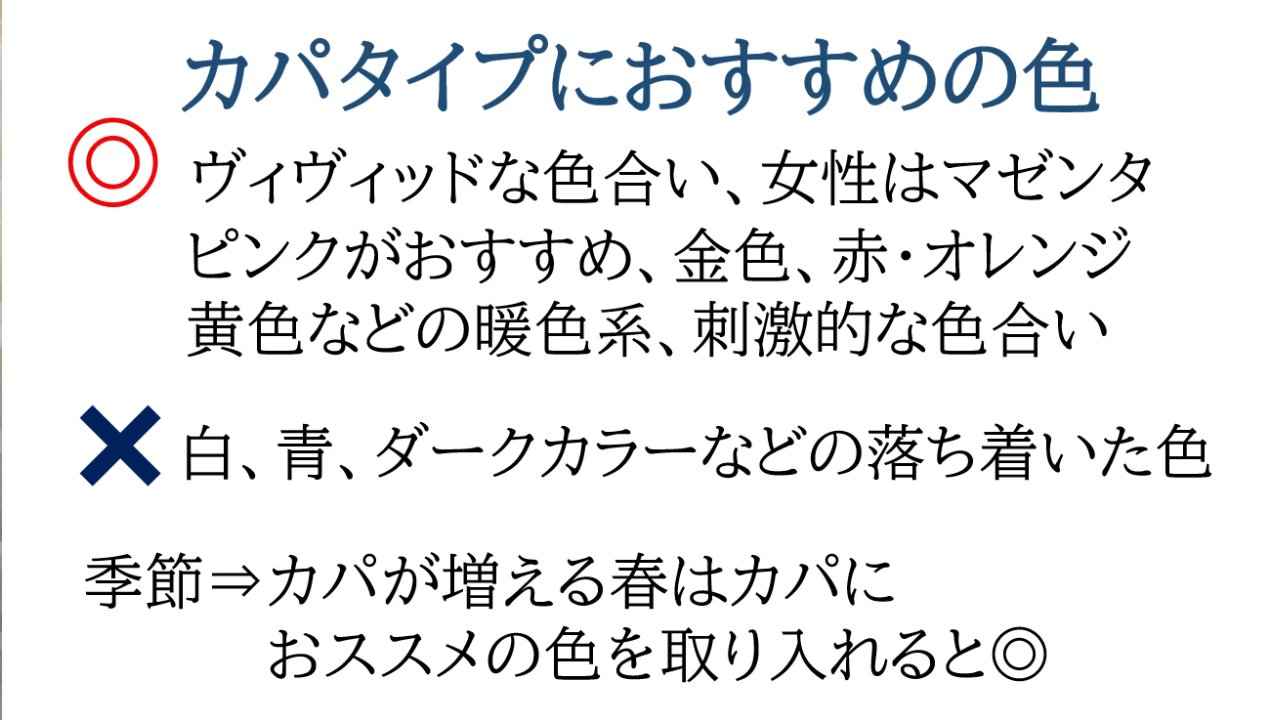 カパタイプにおすすめの色
◎ ヴィヴィッドな色合い、女性はマゼンタ
ピンクがおすすめ、金色、赤・オレンジ
黄色などの暖色系、刺激的な色合い
✕ 白、青、ダークカラーなどの落ち着いた色
季節⇒カパが増える春はカパに
おススメの色を取り入れると◎